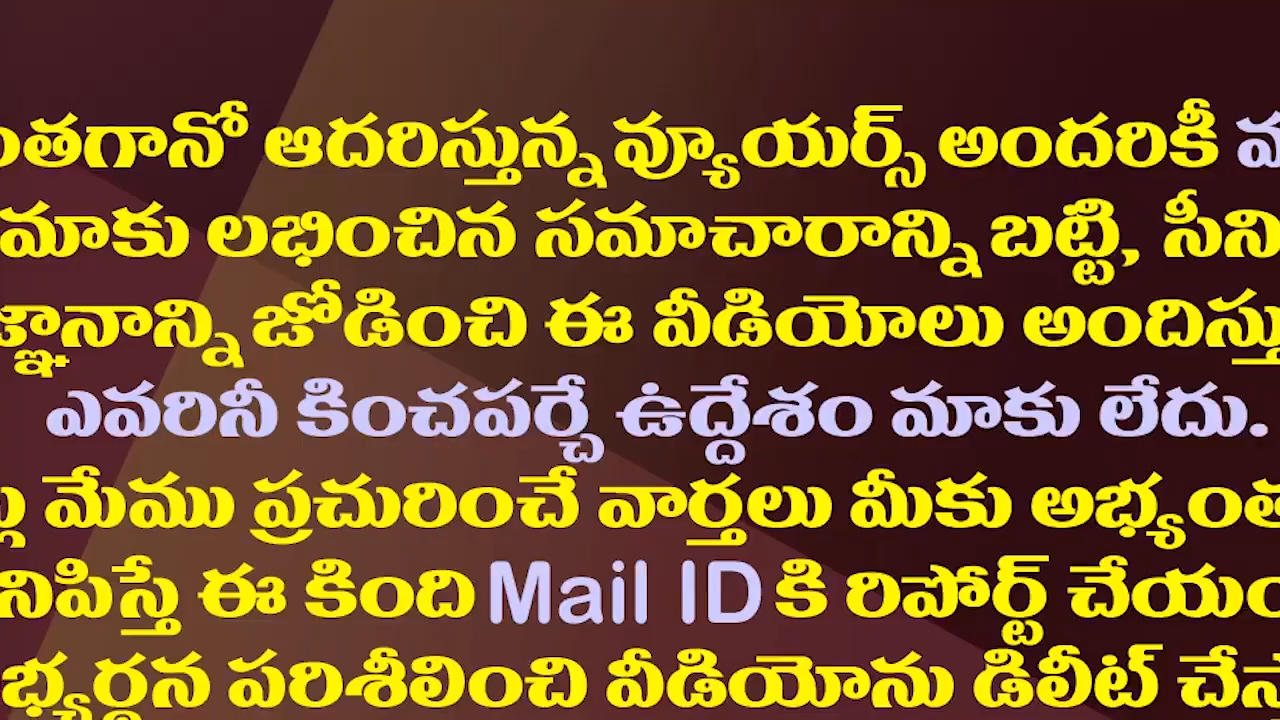 ఆదరిస్తున్న వ్యూయర్స్ అందరికీ
మాకు లభించిన సమాచారాన్ని బట్టి,
జోడించి ఈ వీడియోలు
ఎవరినీ కించపర్చే ఉద్దేశం మాకు లేదు.
మేము ప్రచురించే వార్తలు మీకు
ఈ కింది Mail ID కి రిపోర్ట్
పరిశీలించి వీడియోను డిలీట్